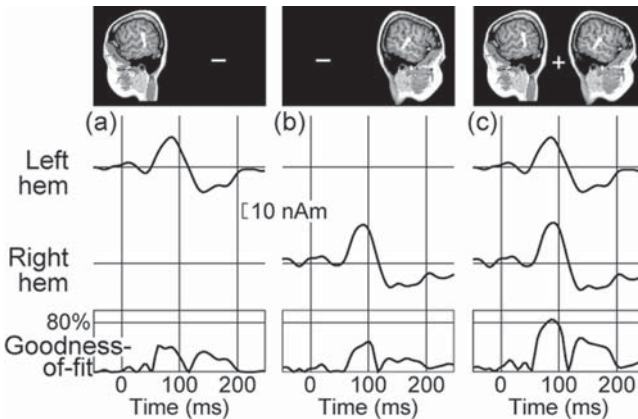 − −
+
(a) (b) (c)
Left
hem
[10 nAm
Right
hem
80%
Goodness-
of-fit
0 100 200 0 100 200 0 100 200
Time (ms) Time (ms) Time (ms)